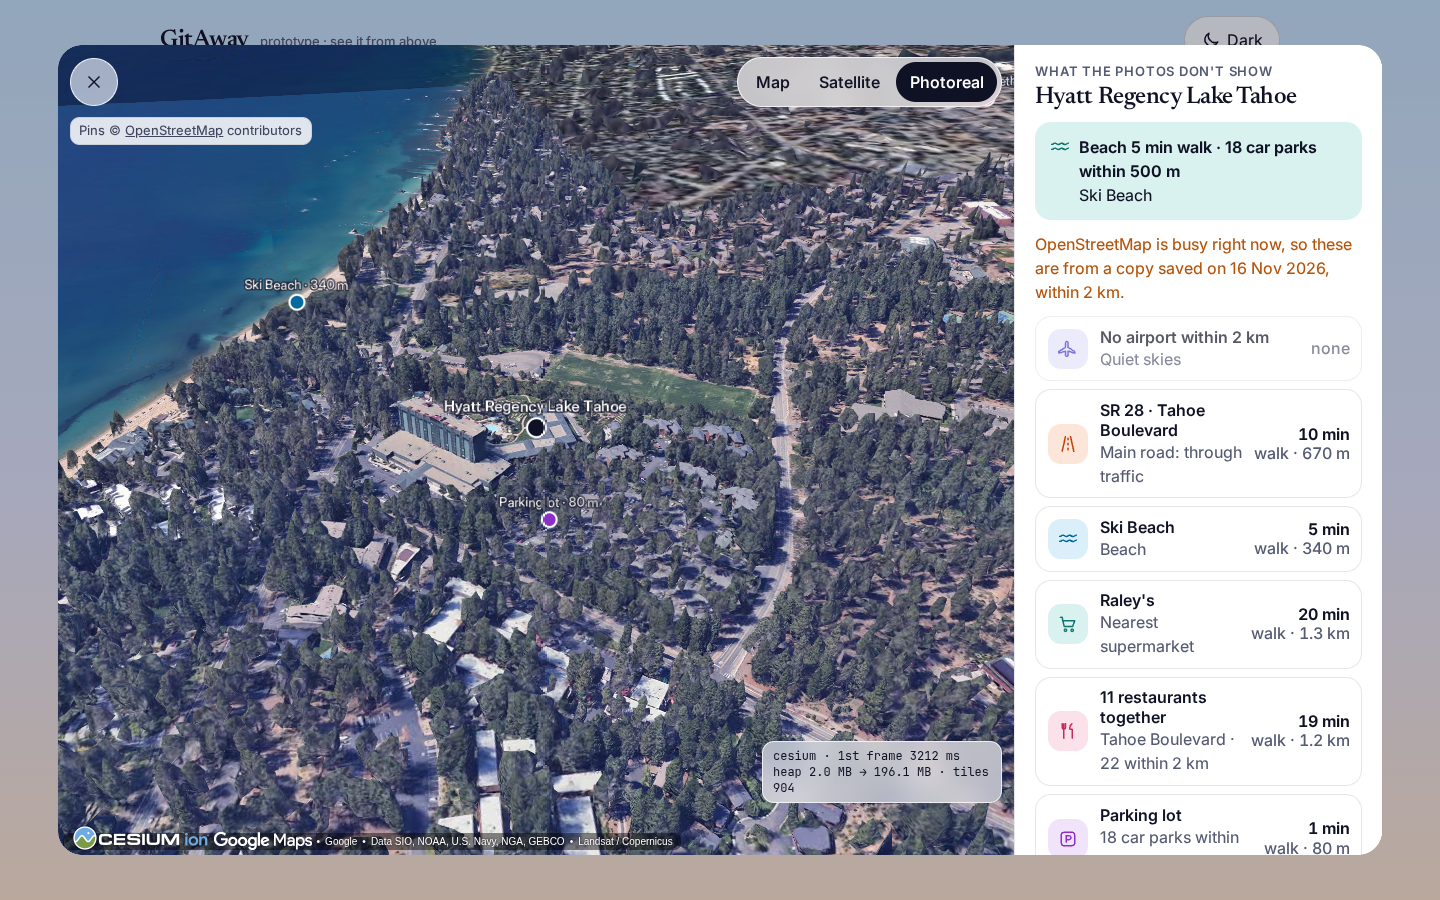 GitAway prototype · see it from above
Dark
Map Satellite Photoreal
Pins © OpenStreetMap contributors
Ski Beach · 340 m
Hyatt Regency Lake Tahoe
Parking lot · 80 m
cesium · 1st frame 3212 ms
heap 2.0 MB → 196.1 MB · tiles
904
CESIUM ion Google Maps • Google • Data SIO, NOAA, U.S. Navy, NGA, GEBCO • Landsat / Copernicus
WHAT THE PHOTOS DON'T SHOW
Hyatt Regency Lake Tahoe
Beach 5 min walk · 18 car parks
within 500 m
Ski Beach
OpenStreetMap is busy right now, so these
are from a copy saved on 16 Nov 2026,
within 2 km.
No airport within 2 km
Quiet skies
none
SR 28 · Tahoe
Boulevard
Main road: through
traffic
10 min
walk · 670 m
Ski Beach
Beach
5 min
walk · 340 m
Raley's
Nearest
supermarket
20 min
walk · 1.3 km
11 restaurants
together
Tahoe Boulevard ·
22 within 2 km
19 min
walk · 1.2 km
Parking lot
18 car parks within
1 min
walk · 80 m